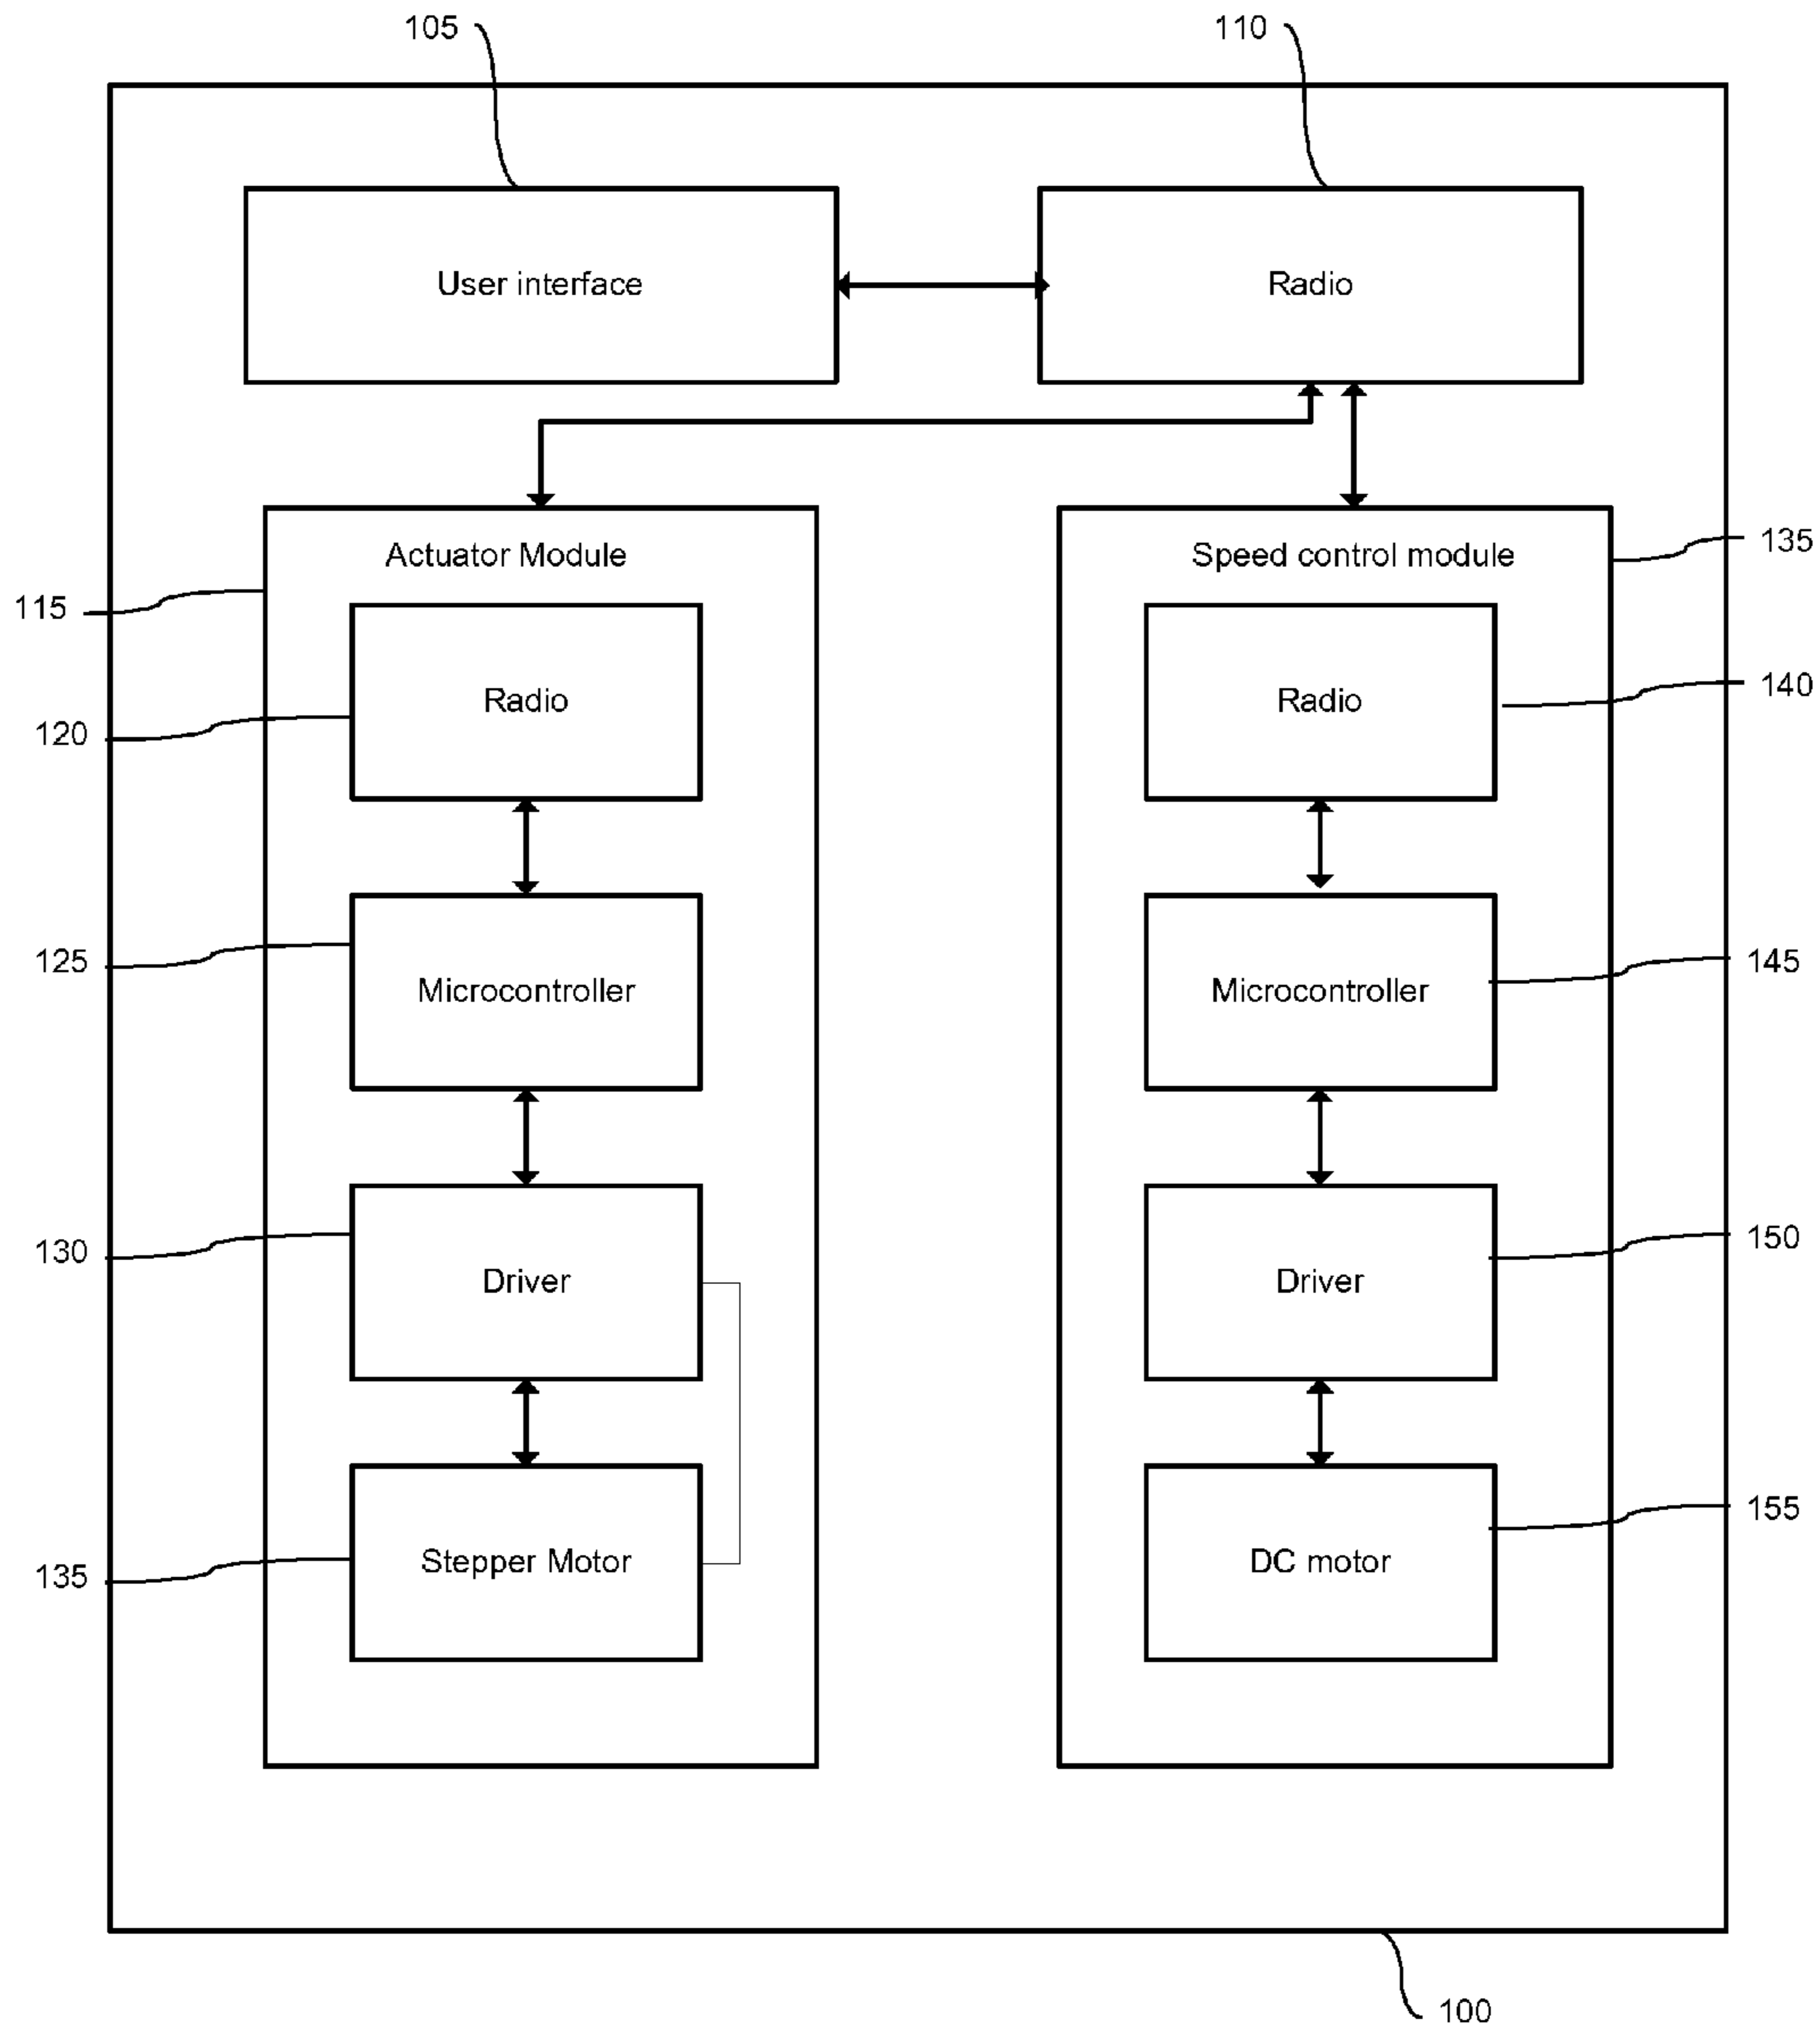 105
110
User interface
Radio
Actuator Module
Speed control module
135
115
Radio
Radio
140
120
125
Microcontroller
Microcontroller
145
130
Driver
Driver
150
135
Stepper Motor
DC motor
155
100